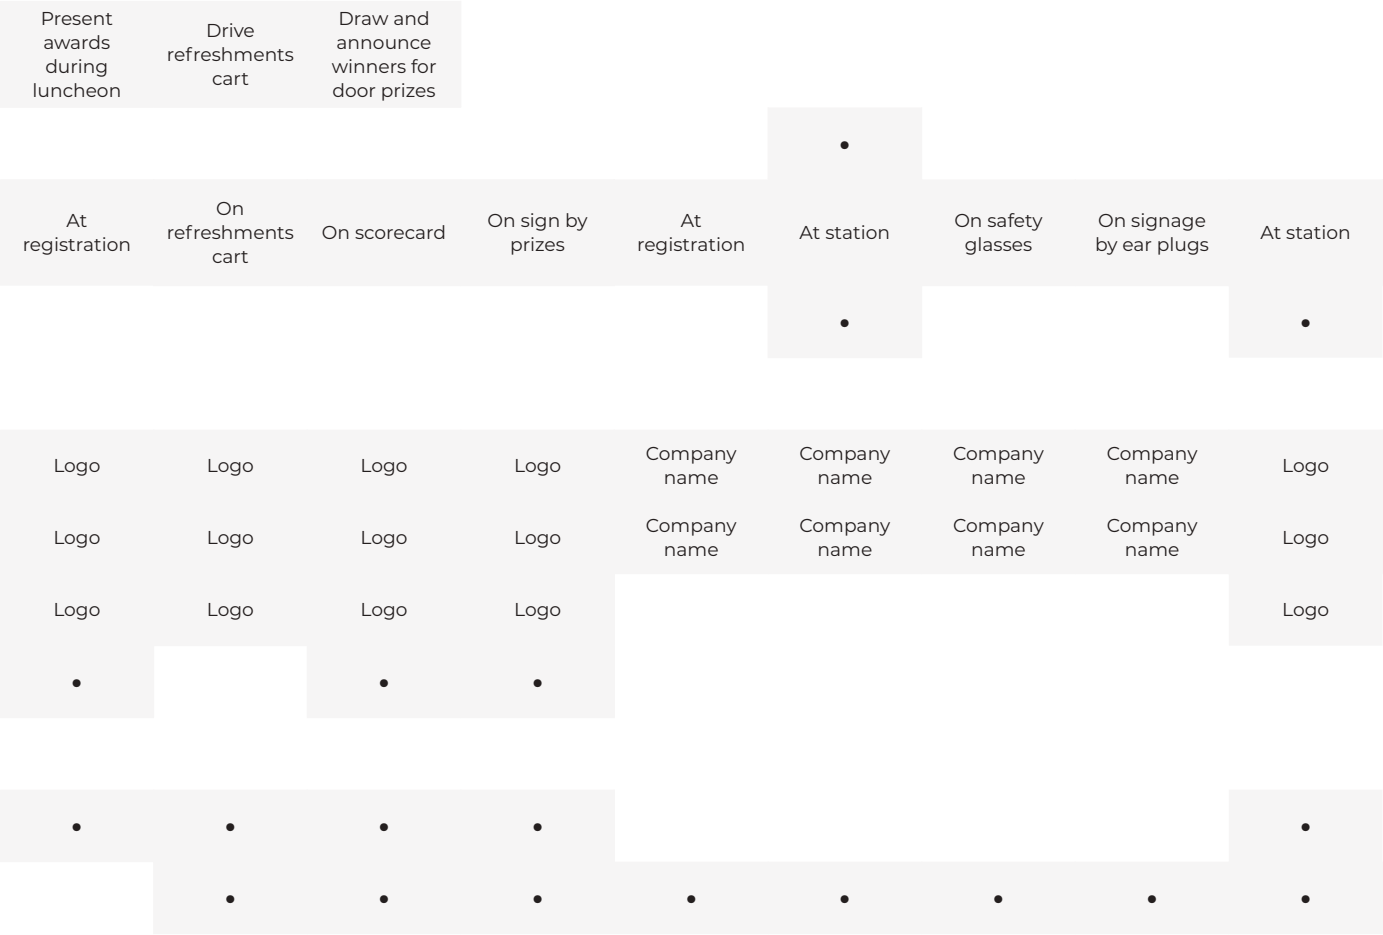 Present
awards
during
luncheon
Drive
refreshments
cart
Draw and
announce
winners for
door prizes
•
At
registration
On
refreshments
cart
On scorecard
On sign by
prizes
At
registration
At station
On safety
glasses
On signage
by ear plugs
At station
• •
Logo
Logo
Logo
Logo
Company
name
Company
name
Company
name
Company
name
Logo
Logo
Logo
Logo
Logo
Company
name
Company
name
Company
name
Company
name
Logo
Logo
Logo
Logo
Logo
Logo
• • •
• • • • •
• • • • • • • •